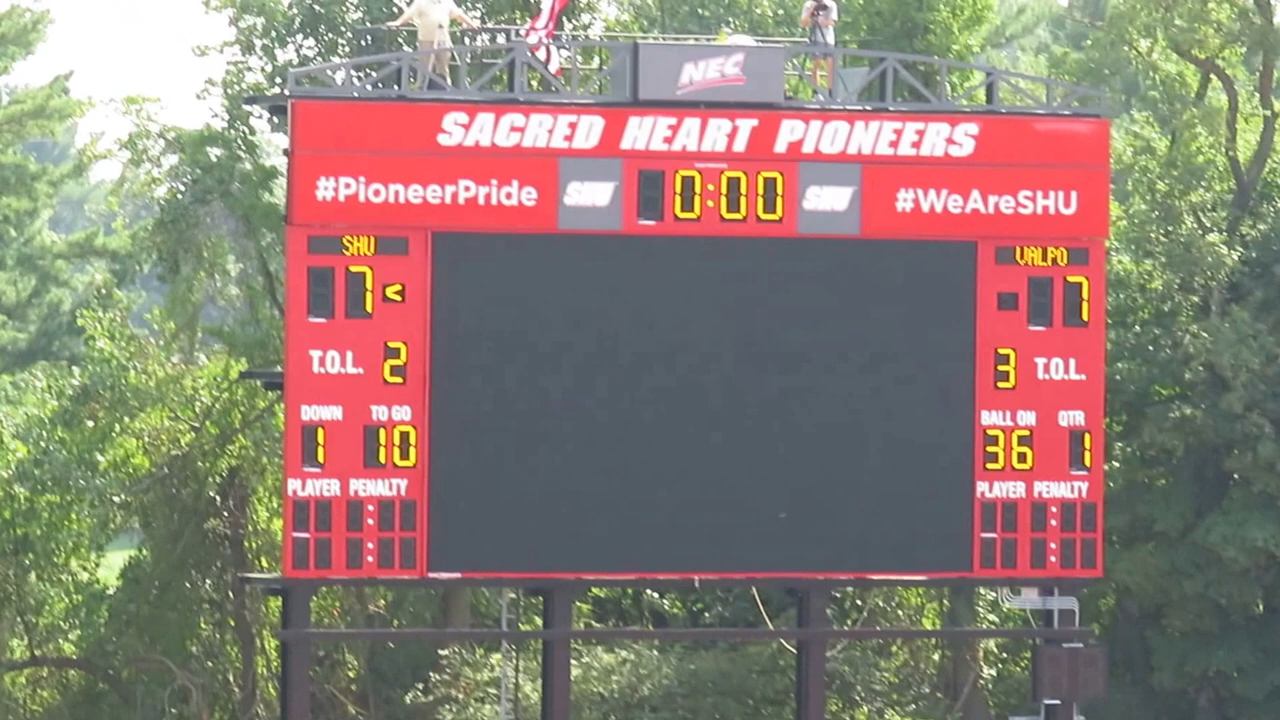 NEC
SACRED HEART PIONEERS
#PioneerPride SHU 0:00 SHU #WeAreSHU
SHU VALPO
7 < 7
T.O.L. 2 3 T.O.L.
DOWN TO GO BALL ON QTR
1 10 36 1
PLAYER PENALTY PLAYER PENALTY